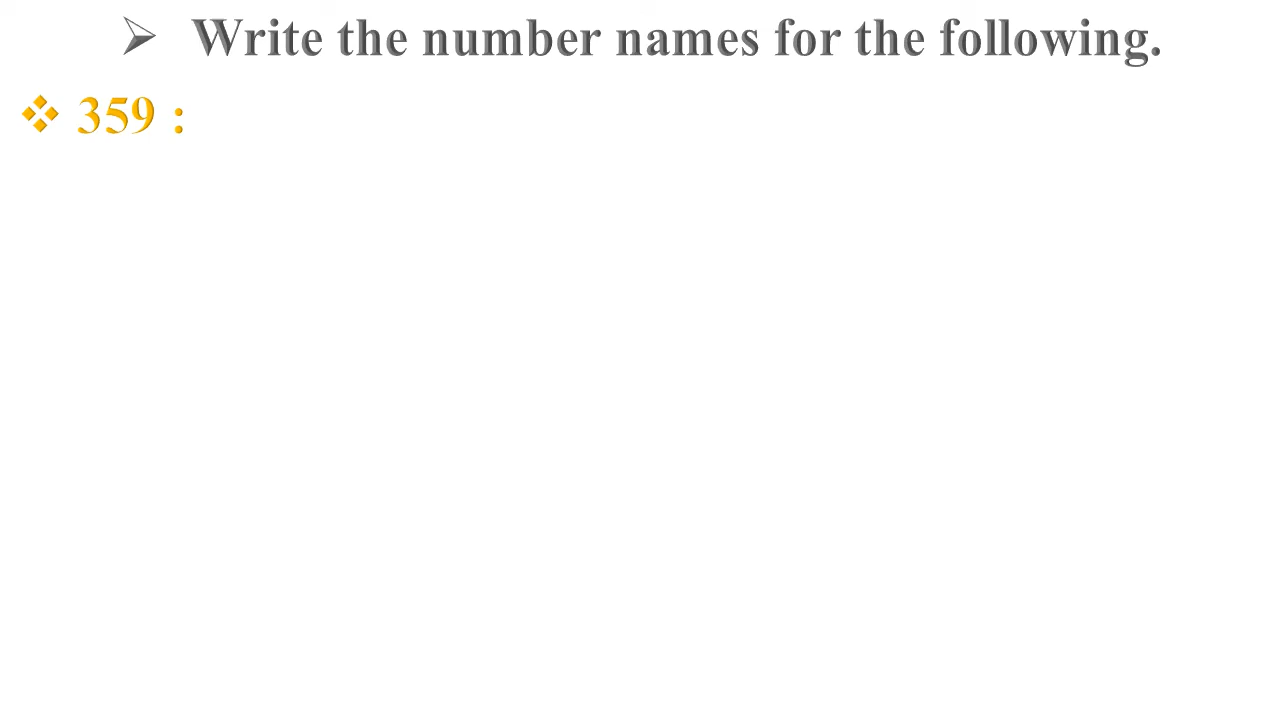 ➢ Write the number names for the following.
❖ 359 :